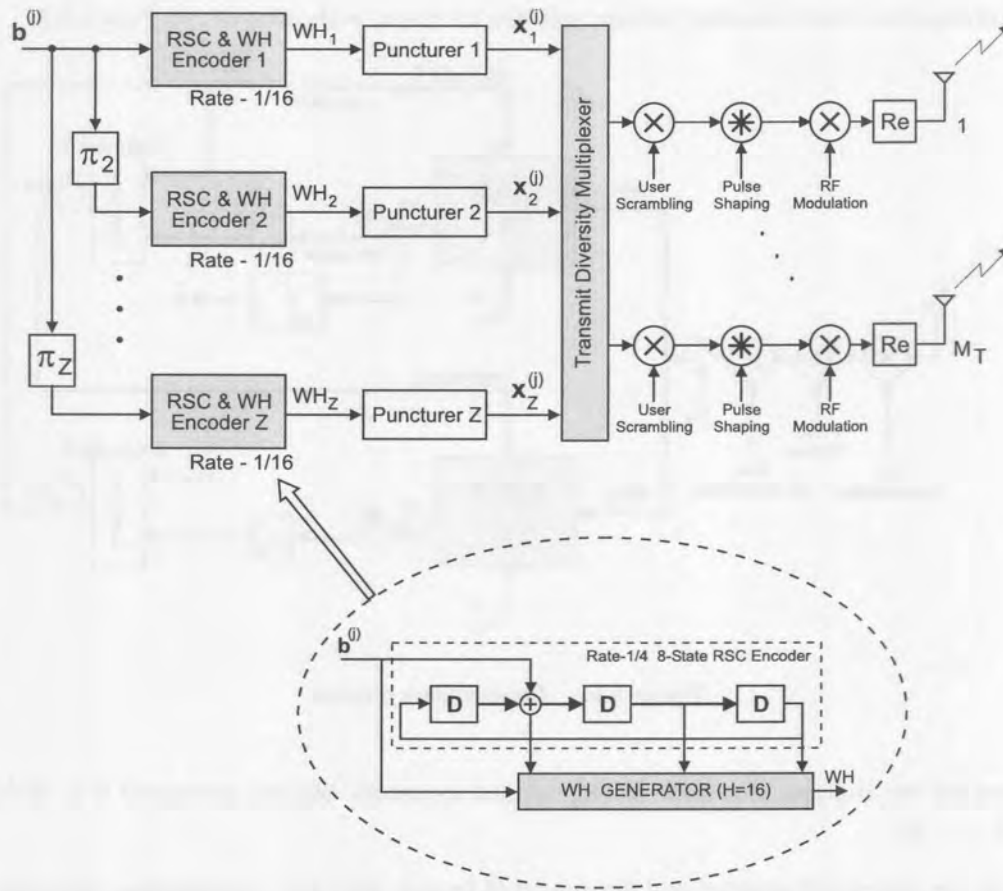 b(j)
RSC & WH
Encoder 1
Rate - 1/16
WH1
Puncturer 1
x1(j)
π2
RSC & WH
Encoder 2
Rate - 1/16
WH2
Puncturer 2
x2(j)
πZ
RSC & WH
Encoder Z
Rate - 1/16
WHZ
Puncturer Z
xZ(j)
Transmit Diversity Multiplexer
Re
1
User
Scrambling
Pulse
Shaping
RF
Modulation
Re
MT
User
Scrambling
Pulse
Shaping
RF
Modulation
b(j)
Rate-1/4 8-State RSC Encoder
D
D
D
WH GENERATOR (H=16)
WH